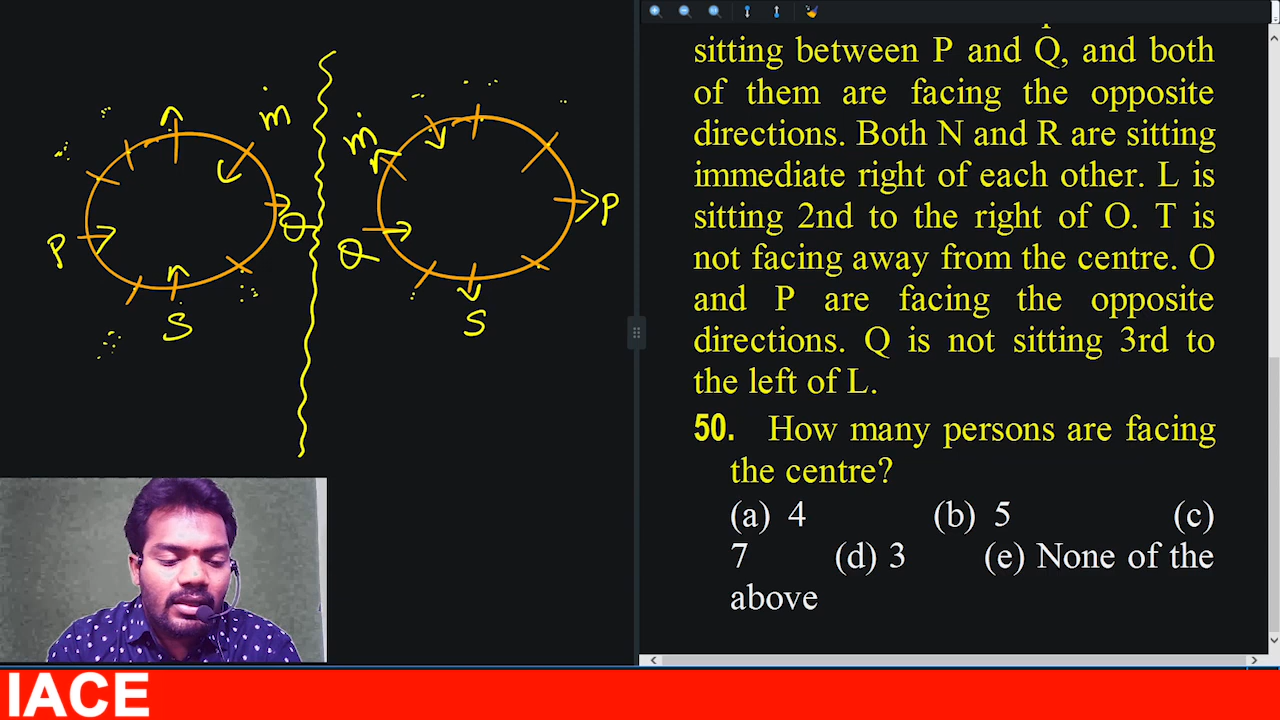 ṁ
ṁ
P
Q
S
Q
P
S
sitting between P and Q, and both
of them are facing the opposite
directions. Both N and R are sitting
immediate right of each other. L is
sitting 2nd to the right of O. T is
not facing away from the centre. O
and P are facing the opposite
directions. Q is not sitting 3rd to
the left of L.
50. How many persons are facing
the centre?
(a) 4 (b) 5 (c)
7 (d) 3 (e) None of the
above
IACE